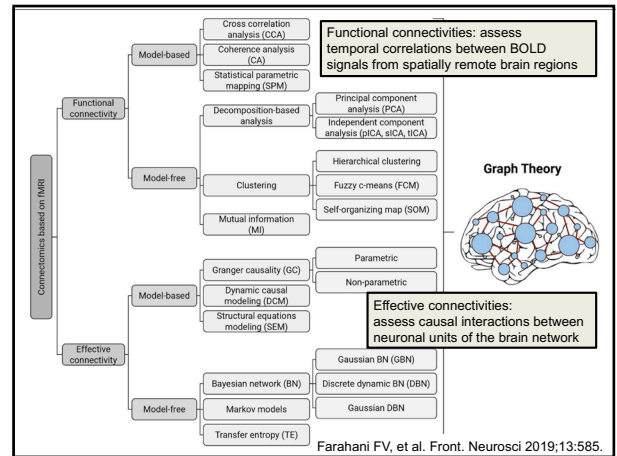 Connectomics based on fMRI
Functional
connectivity
Model-based
Cross correlation
analysis (CCA)
Coherence analysis
(CA)
Statistical parametric
mapping (SPM)
Model-free
Decomposition-based
analysis
Principal component
analysis (PCA)
Independent component
analysis (pICA, sICA, tICA)
Clustering
Hierarchical clustering
Fuzzy c-means (FCM)
Self-organizing map (SOM)
Mutual information
(MI)
Effective
connectivity
Model-based
Granger causality (GC)
Parametric
Non-parametric
Dynamic causal
modeling (DCM)
Structural equations
modeling (SEM)
Model-free
Bayesian network (BN)
Gaussian BN (GBN)
Discrete dynamic BN (DBN)
Gaussian DBN
Markov models
Transfer entropy (TE)
Functional connectivities: assess
temporal correlations between BOLD
signals from spatially remote brain regions
Graph Theory
Effective connectivities:
assess causal interactions between
neuronal units of the brain network
Farahani FV, et al. Front. Neurosci 2019;13:585.